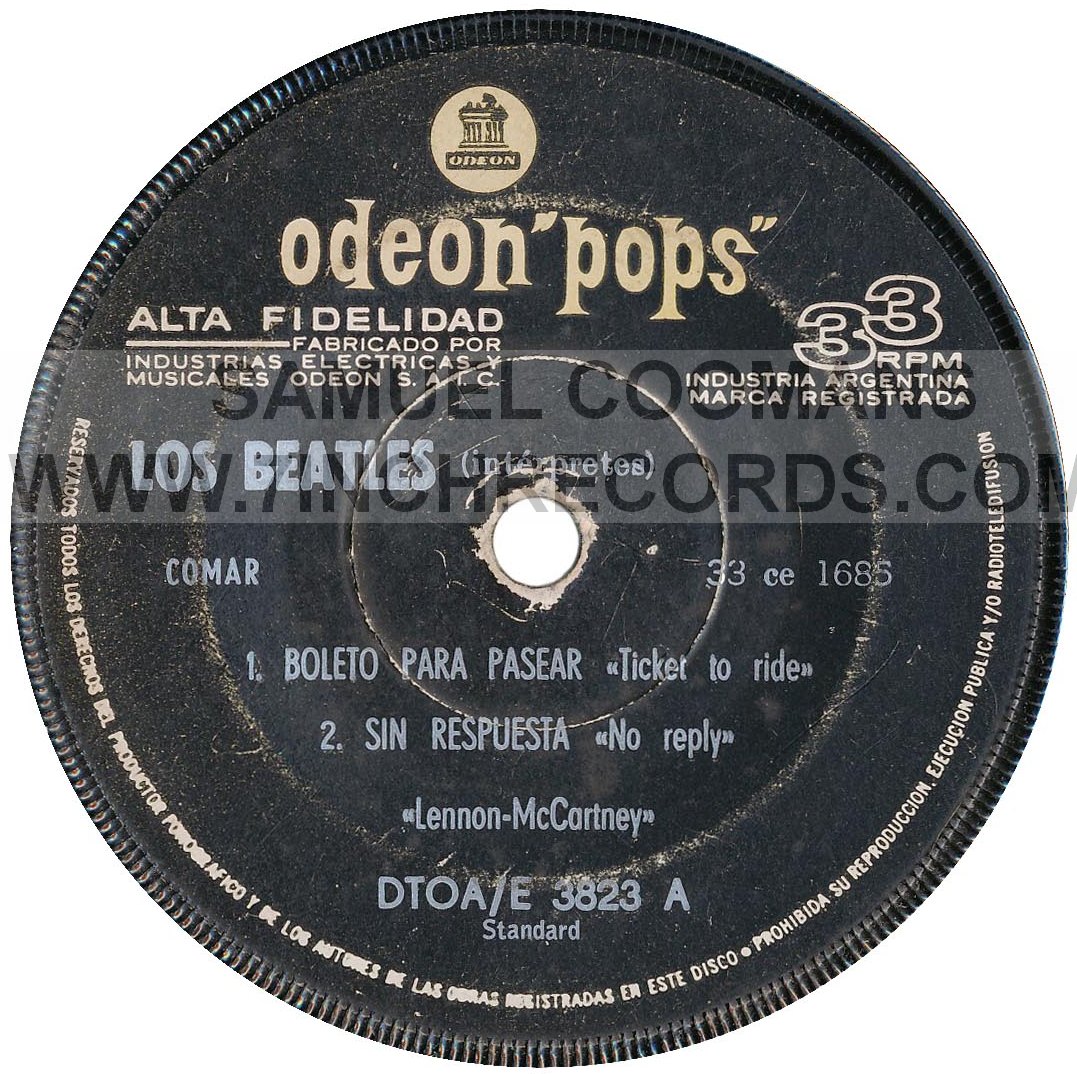 ODEON
odeon "pops"
ALTA FIDELIDAD
FABRICADO POR
INDUSTRIAS ELECTRICAS Y
MUSICALES ODEON S.A.I.C.
33
RPM
INDUSTRIA ARGENTINA
MARCA REGISTRADA
SAMUEL COOMANS
LOS BEATLES (intérpretes)
COMAR
33 ce 1685
1. BOLETO PARA PASEAR «Ticket to ride»
2. SIN RESPUESTA «No reply»
«Lennon-McCartney»
DTOA/E 3823 A
Standard
RESERVADOS TODOS LOS DERECHOS DEL PRODUCTOR FONOGRAFICO Y DE LOS AUTORES DE LAS OBRAS REGISTRADAS EN ESTE DISCO • PROHIBIDA SU REPRODUCCION, EJECUCION PUBLICA Y/O RADIOTELEDIFUSION